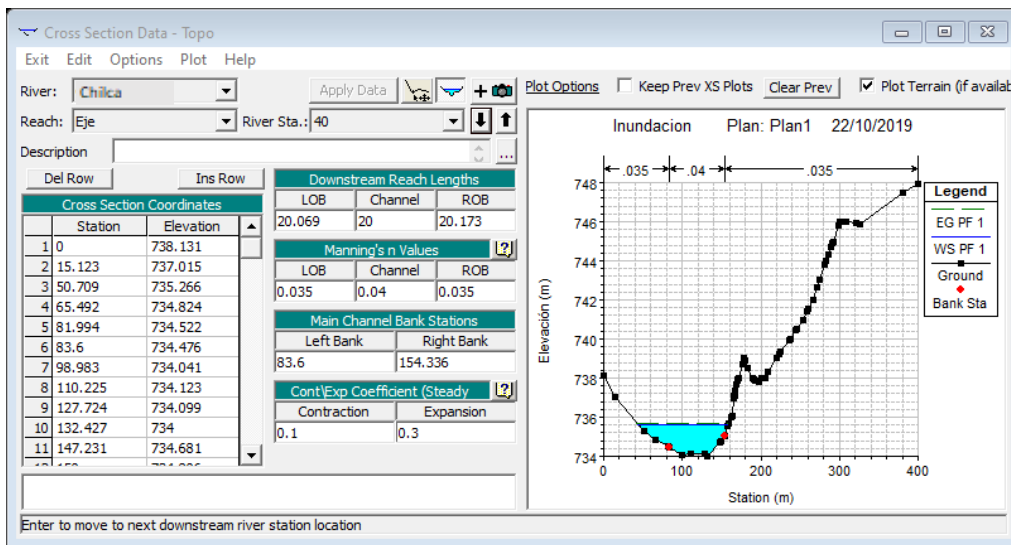 Cross Section Data - Topo
Exit Edit Options Plot Help
River: Chilca Apply Data
Plot Options Keep Prev XS Plots Clear Prev Plot Terrain (if availab
Reach: Eje River Sta.: 40
Description ...
Del Row Ins Row
Cross Section Coordinates
Station Elevation
1 0 738.131
2 15.123 737.015
3 50.709 735.266
4 65.492 734.824
5 81.994 734.522
6 83.6 734.476
7 98.983 734.041
8 110.225 734.123
9 127.724 734.099
10 132.427 734
11 147.231 734.681
Downstream Reach Lengths
LOB Channel ROB
20.069 20 20.173
Manning's n Values
LOB Channel ROB
0.035 0.04 0.035
Main Channel Bank Stations
Left Bank Right Bank
83.6 154.336
Cont\Exp Coefficient (Steady
Contraction Expansion
0.1 0.3
Inundacion Plan: Plan1 22/10/2019
.035 .04 .035
748
746
744
742
740
738
736
734
0 100 200 300 400
Elevación (m)
Station (m)
Legend
EG PF 1
WS PF 1
Ground
Bank Sta
Enter to move to next downstream river station location